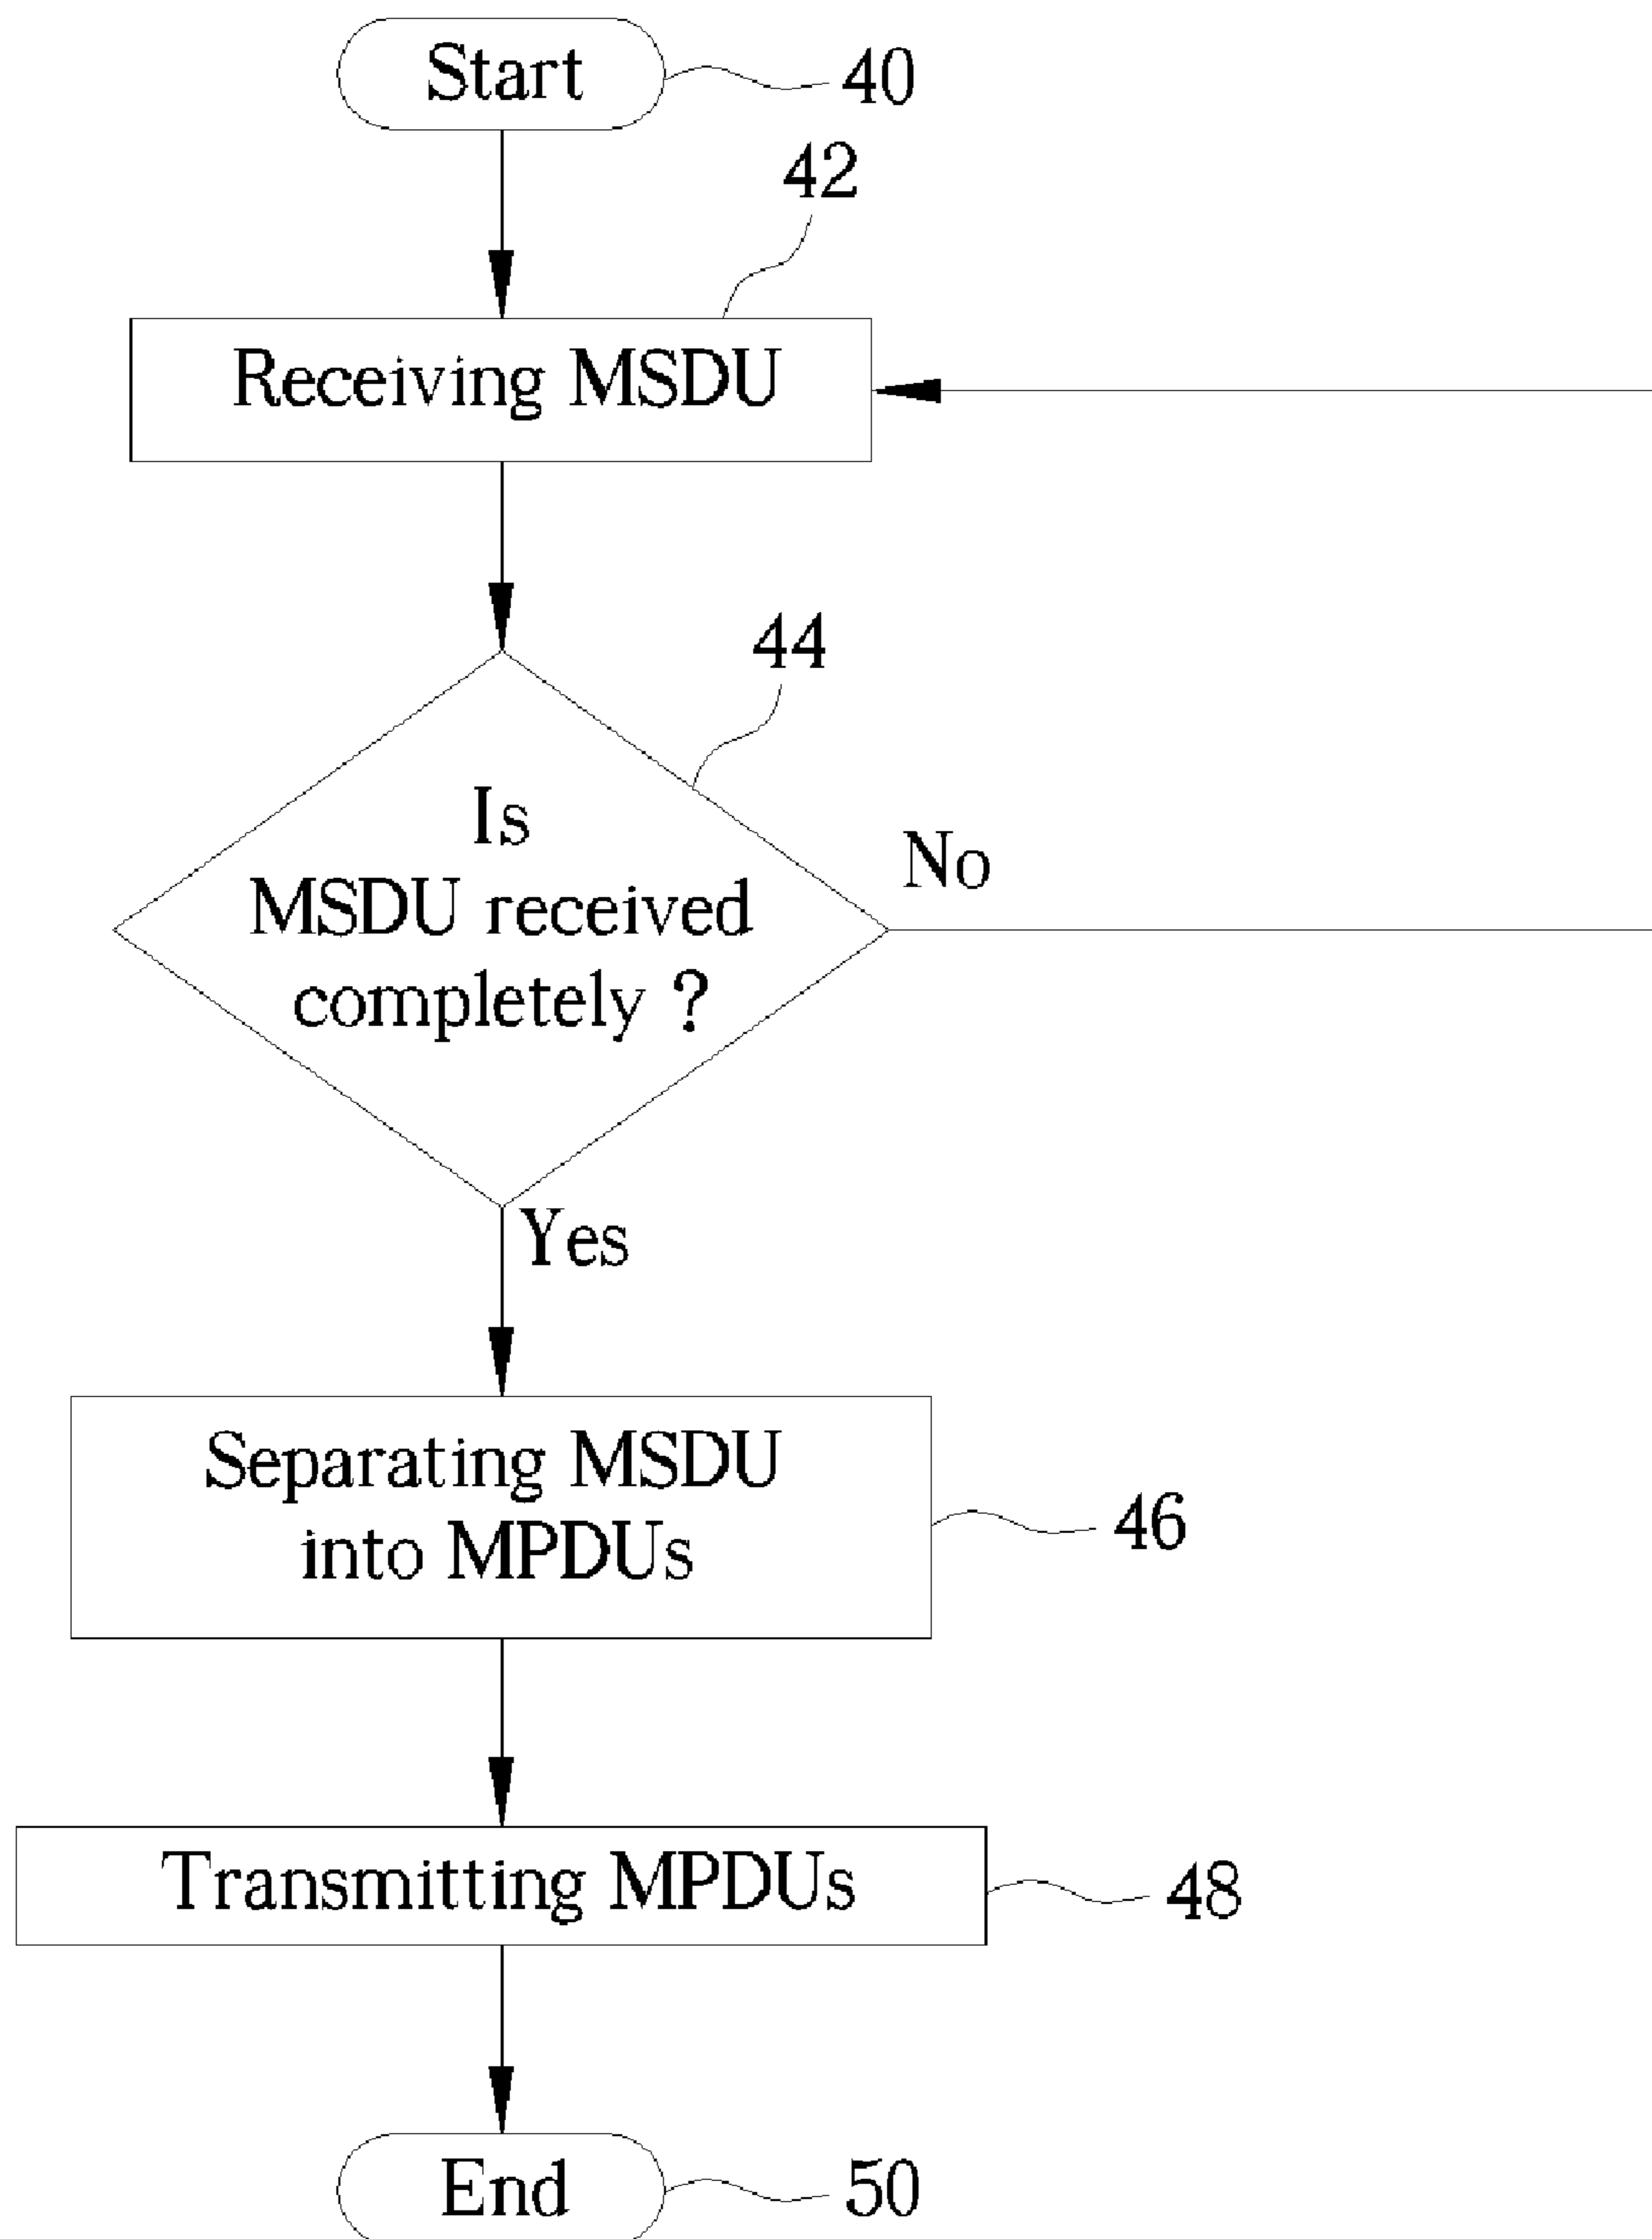 Start
40
42
Receiving MSDU
44
Is
MSDU received
completely ?
No
Yes
Separating MSDU
into MPDUs
46
Transmitting MPDUs
48
End
50